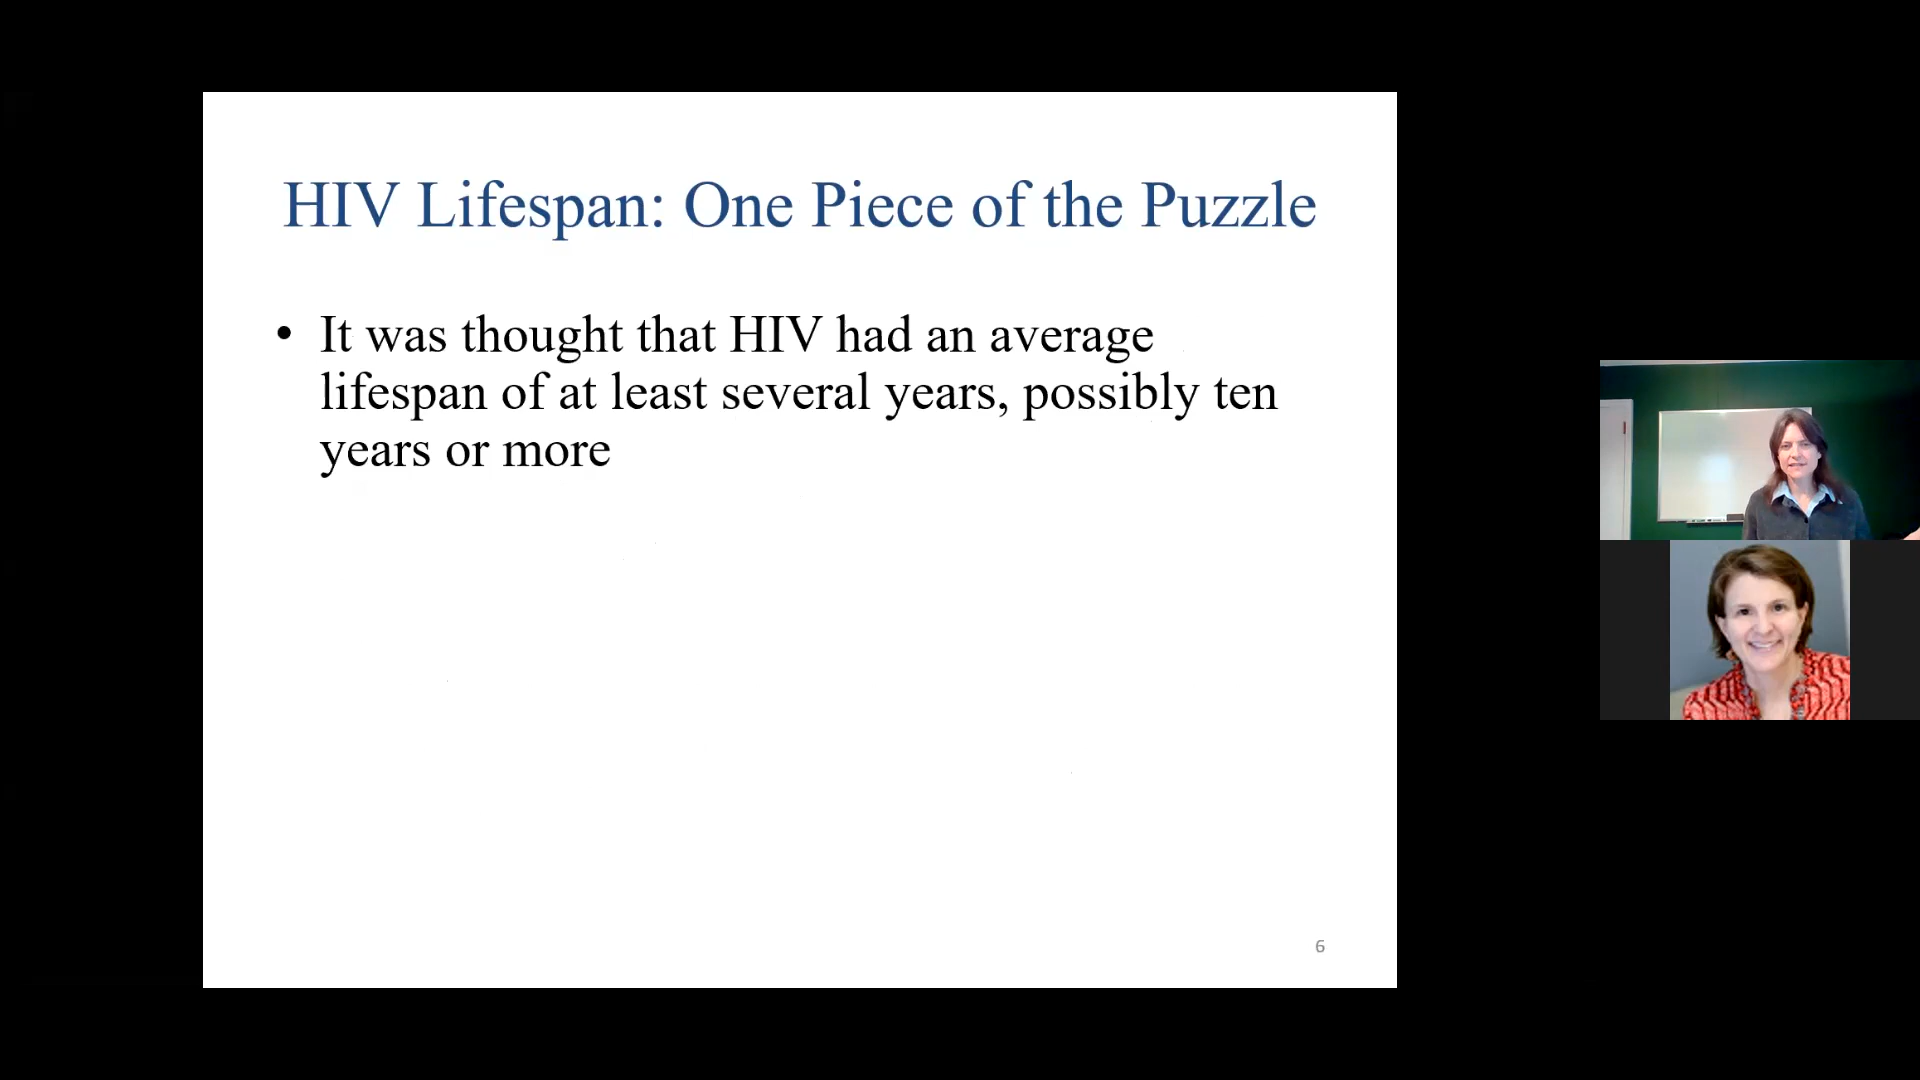 HIV Lifespan: One Piece of the Puzzle
• It was thought that HIV had an average
lifespan of at least several years, possibly ten
years or more
6